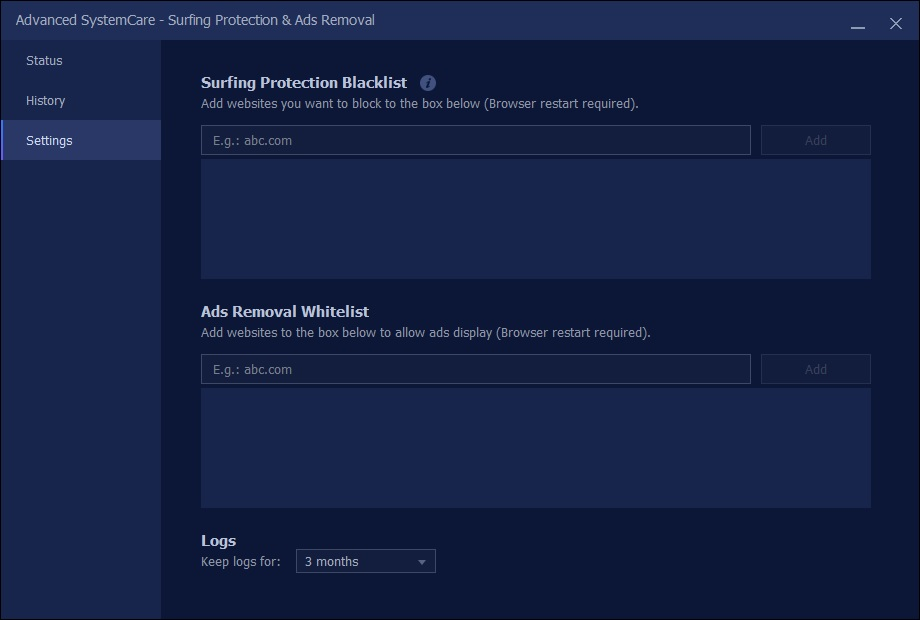 Advanced SystemCare - Surfing Protection & Ads Removal
Status
History
Settings
Surfing Protection Blacklist i
Add websites you want to block to the box below (Browser restart required).
E.g.: abc.com Add
Ads Removal Whitelist
Add websites to the box below to allow ads display (Browser restart required).
E.g.: abc.com Add
Logs
Keep logs for: 3 months